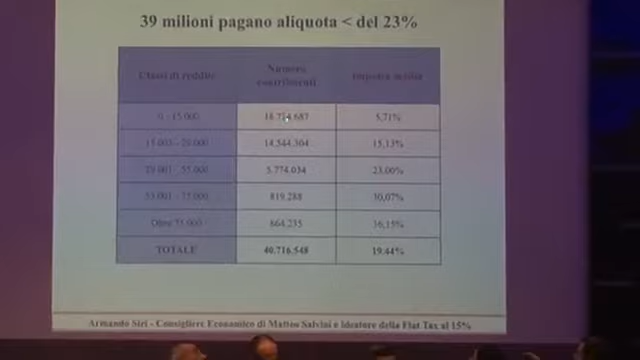 39 milioni pagano aliquota < del 23%
Classi di reddito Numero contribuenti Imposta media
0 - 15.000 5,71%
14.544.304 15,13%
5.774.034 23,00%
55.001 - 75.000 819.288 30,07%
Oltre 75.000 864.235 36,15%
TOTALE 40.716.548 19,44%
Armando Siri - Consigliere Economico di Matteo Salvini e Ideatore della Flat Tax al 15%